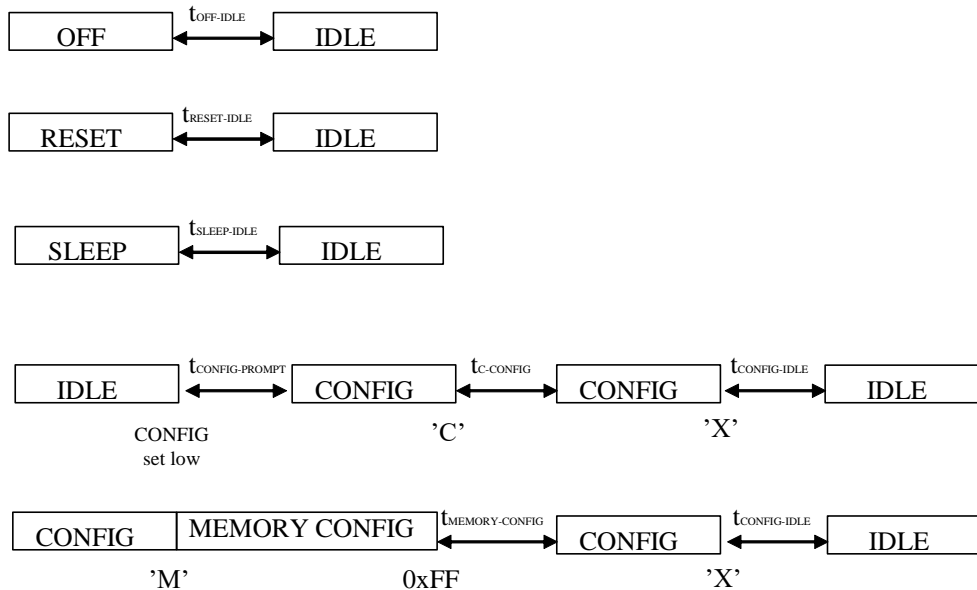 tOFF-IDLE
OFF IDLE
tRESET-IDLE
RESET IDLE
tSLEEP-IDLE
SLEEP IDLE
tCONFIG-PROMPT tC-CONFIG tCONFIG-IDLE
IDLE CONFIG CONFIG IDLE
CONFIG
set low
’C’ ’X’
tMEMORY-CONFIG tCONFIG-IDLE
CONFIG MEMORY CONFIG CONFIG IDLE
’M’ 0xFF ’X’